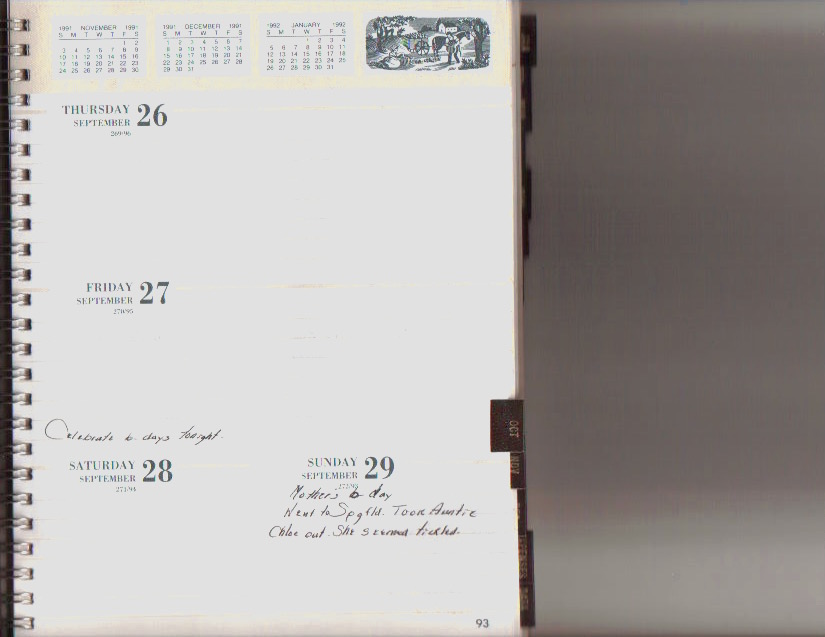 1991 NOVEMBER 1991
S M T W T F S
1 2
3 4 5 6 7 8 9
10 11 12 13 14 15 16
17 18 19 20 21 22 23
24 25 26 27 28 29 30
1991 DECEMBER 1991
S M T W T F S
1 2 3 4 5 6 7
8 9 10 11 12 13 14
15 16 17 18 19 20 21
22 23 24 25 26 27 28
29 30 31
1992 JANUARY 1992
S M T W T F S
1 2 3 4
5 6 7 8 9 10 11
12 13 14 15 16 17 18
19 20 21 22 23 24 25
26 27 28 29 30 31
THURSDAY 26
SEPTEMBER
269/96
FRIDAY 27
SEPTEMBER
270/95
Celebrate b. days tonight.
SATURDAY 28
SEPTEMBER
271/94
SUNDAY 29
SEPTEMBER
272/93
Mother's b day
Went to Spgfld. Took Auntie
Chloe out. She seemed tickled.
OCT
NOV
93